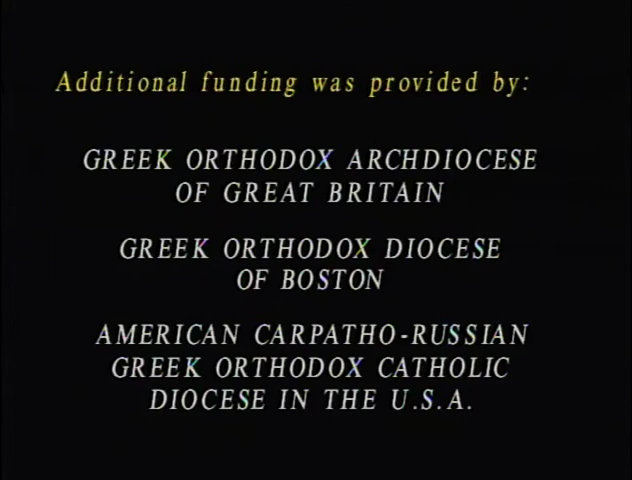 Additional funding was provided by:
GREEK ORTHODOX ARCHDIOCESE
OF GREAT BRITAIN
GREEK ORTHODOX DIOCESE
OF BOSTON
AMERICAN CARPATHO-RUSSIAN
GREEK ORTHODOX CATHOLIC
DIOCESE IN THE U.S.A.